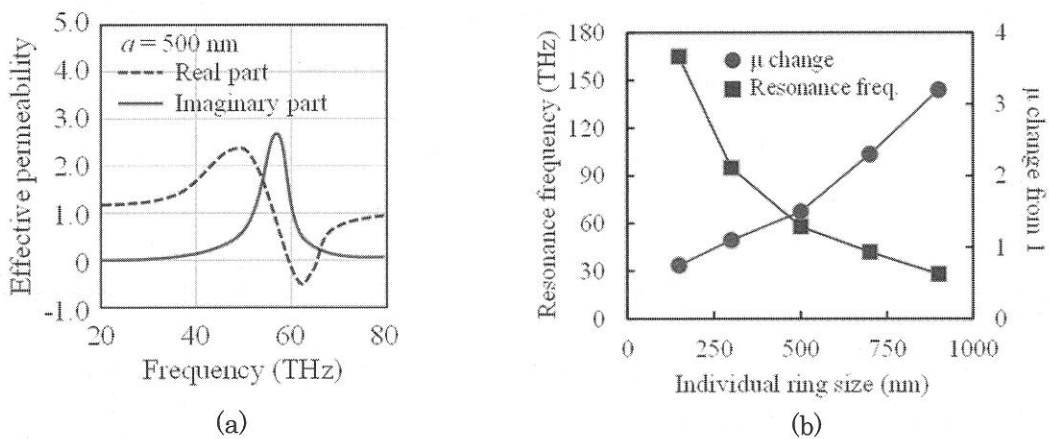 5.0
4.0
3.0
2.0
1.0
0
-1.0
Effective permeability
a = 500 nm
Real part
Imaginary part
20
40
60
80
Frequency (THz)
(a)
180
150
120
90
60
30
0
Resonance frequency (THz)
μ change
Resonance freq.
4
3
2
1
0
μ change from 1
0
250
500
750
1000
Individual ring size (nm)
(b)